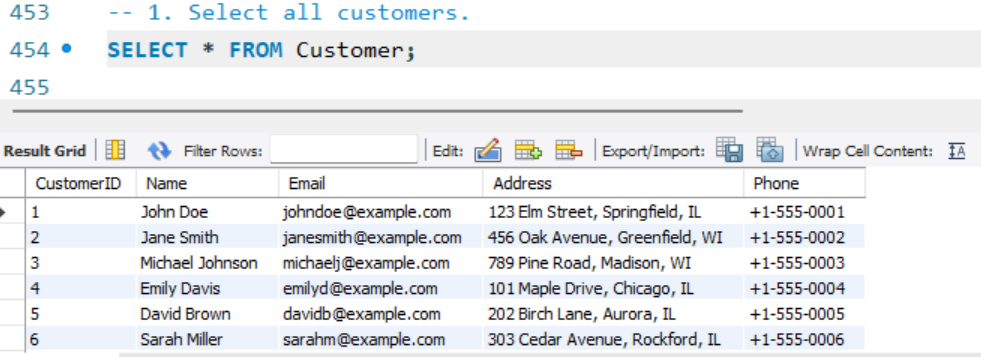 453 -- 1. Select all customers.
454 SELECT * FROM Customer;
455
Result Grid Filter Rows: Edit: Export/Import: Wrap Cell Content: IA
CustomerID Name Email Address Phone
1 John Doe johndoe@example.com 123 Elm Street, Springfield, IL +1-555-0001
2 Jane Smith janesmith@example.com 456 Oak Avenue, Greenfield, WI +1-555-0002
3 Michael Johnson michaelj@example.com 789 Pine Road, Madison, WI +1-555-0003
4 Emily Davis emilyd@example.com 101 Maple Drive, Chicago, IL +1-555-0004
5 David Brown davidb@example.com 202 Birch Lane, Aurora, IL +1-555-0005
6 Sarah Miller sarahm@example.com 303 Cedar Avenue, Rockford, IL +1-555-0006